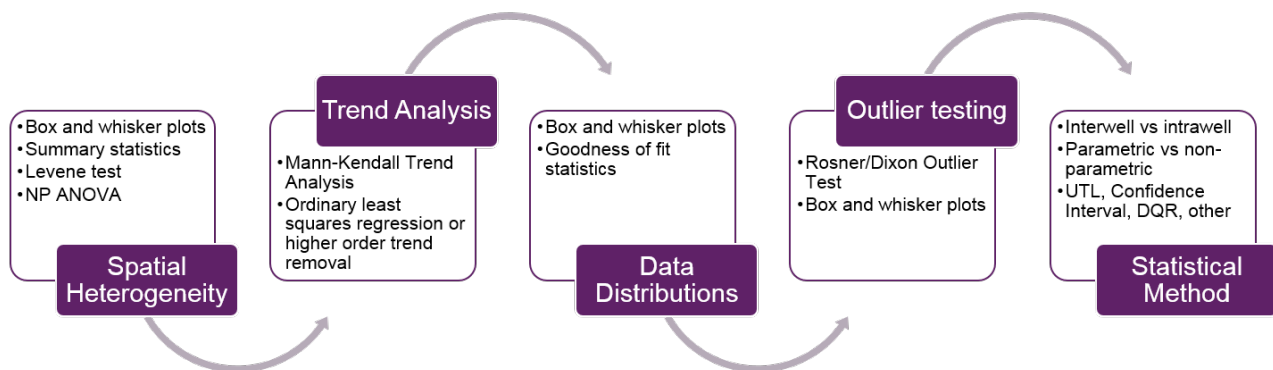 •Box and whisker plots
•Summary statistics
•Levene test
•NP ANOVA
Spatial
Heterogeneity
Trend Analysis
•Mann-Kendall Trend
Analysis
•Ordinary least
squares regression or
higher order trend
removal
•Box and whisker plots
•Goodness of fit
statistics
Data
Distributions
Outlier testing
•Rosner/Dixon Outlier
Test
•Box and whisker plots
•Interwell vs intrawell
•Parametric vs non-
parametric
•UTL, Confidence
Interval, DQR, other
Statistical
Method